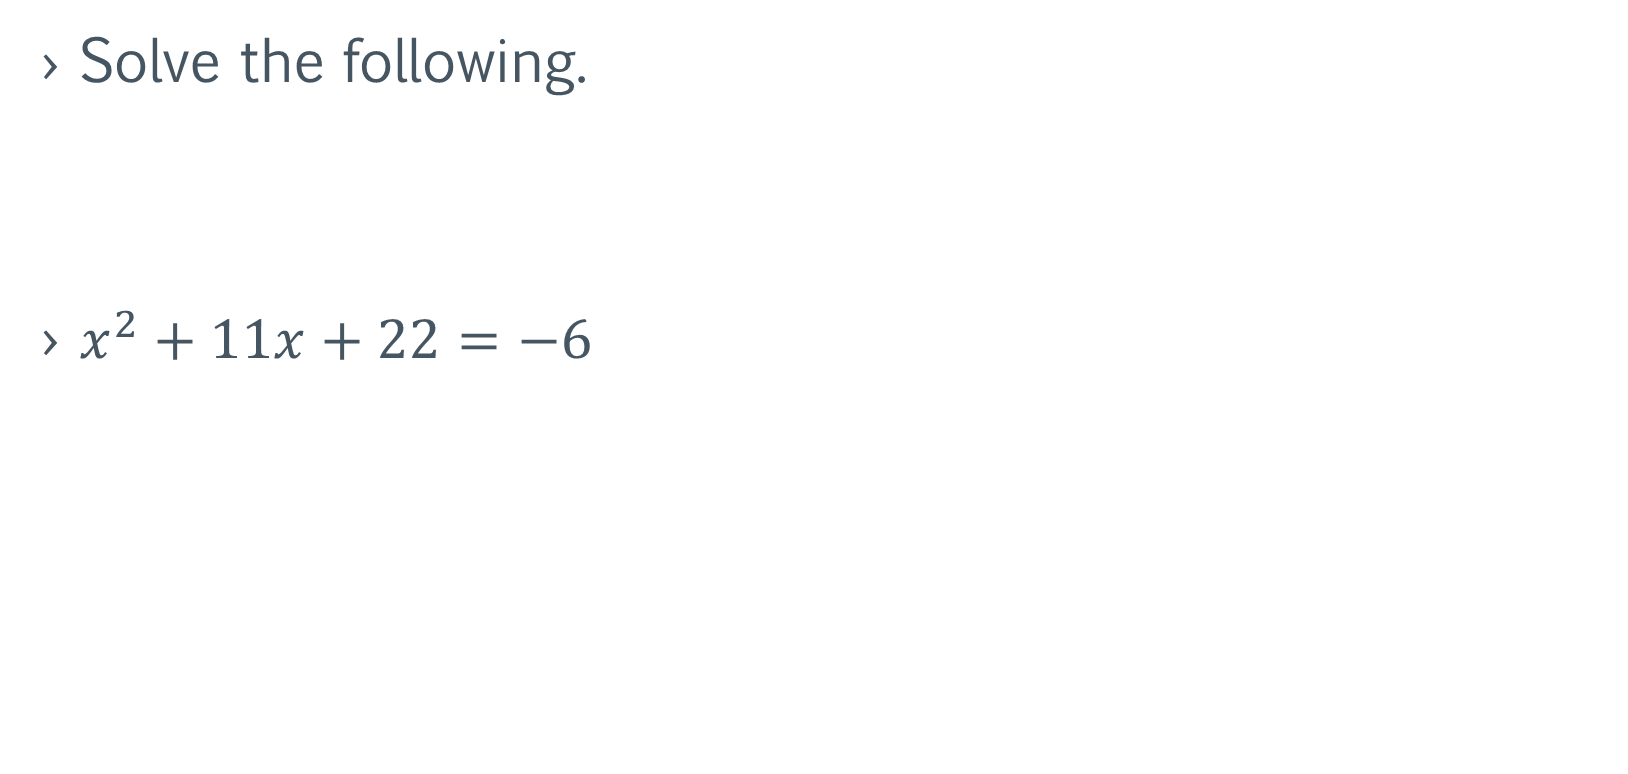 › Solve the following.
› x² + 11x + 22 = −6